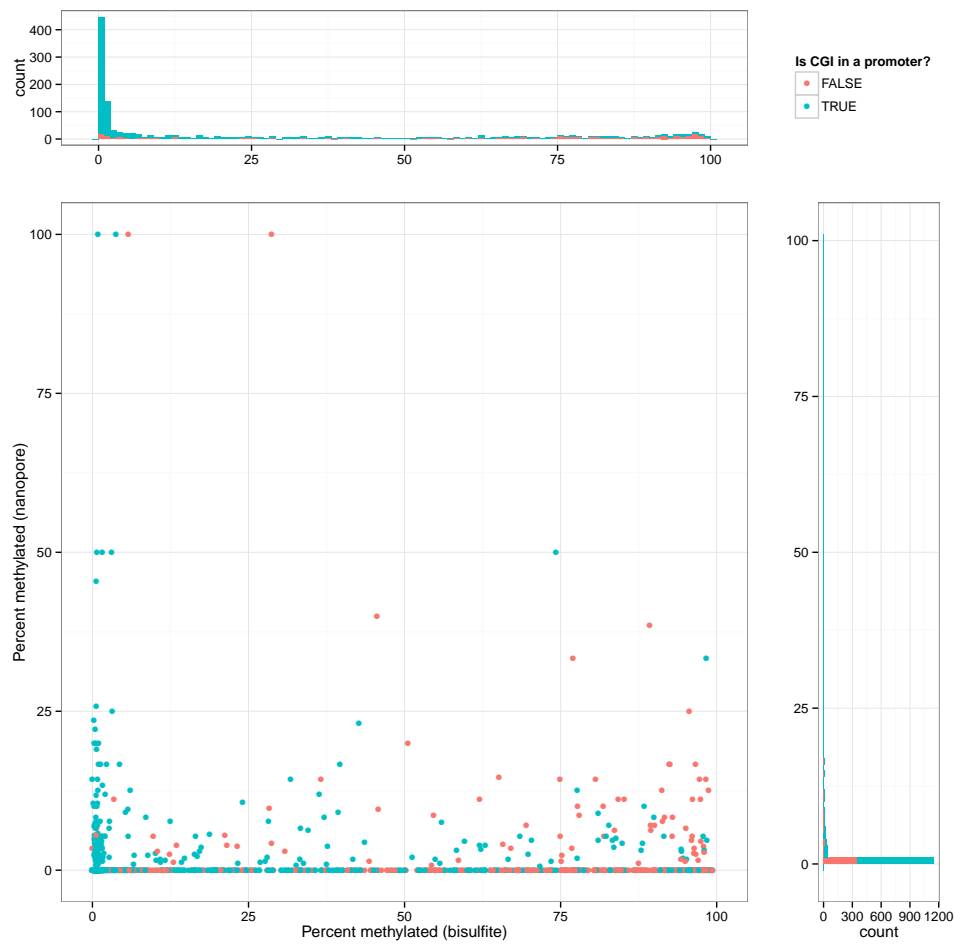 400
300
200
100
0
count
0 25 50 75 100
Is CGI in a promoter?
FALSE
TRUE
100
75
50
25
0
Percent methylated (nanopore)
0 25 50 75 100
Percent methylated (bisulfite)
100
75
50
25
0
0 300 600 900 1200
count